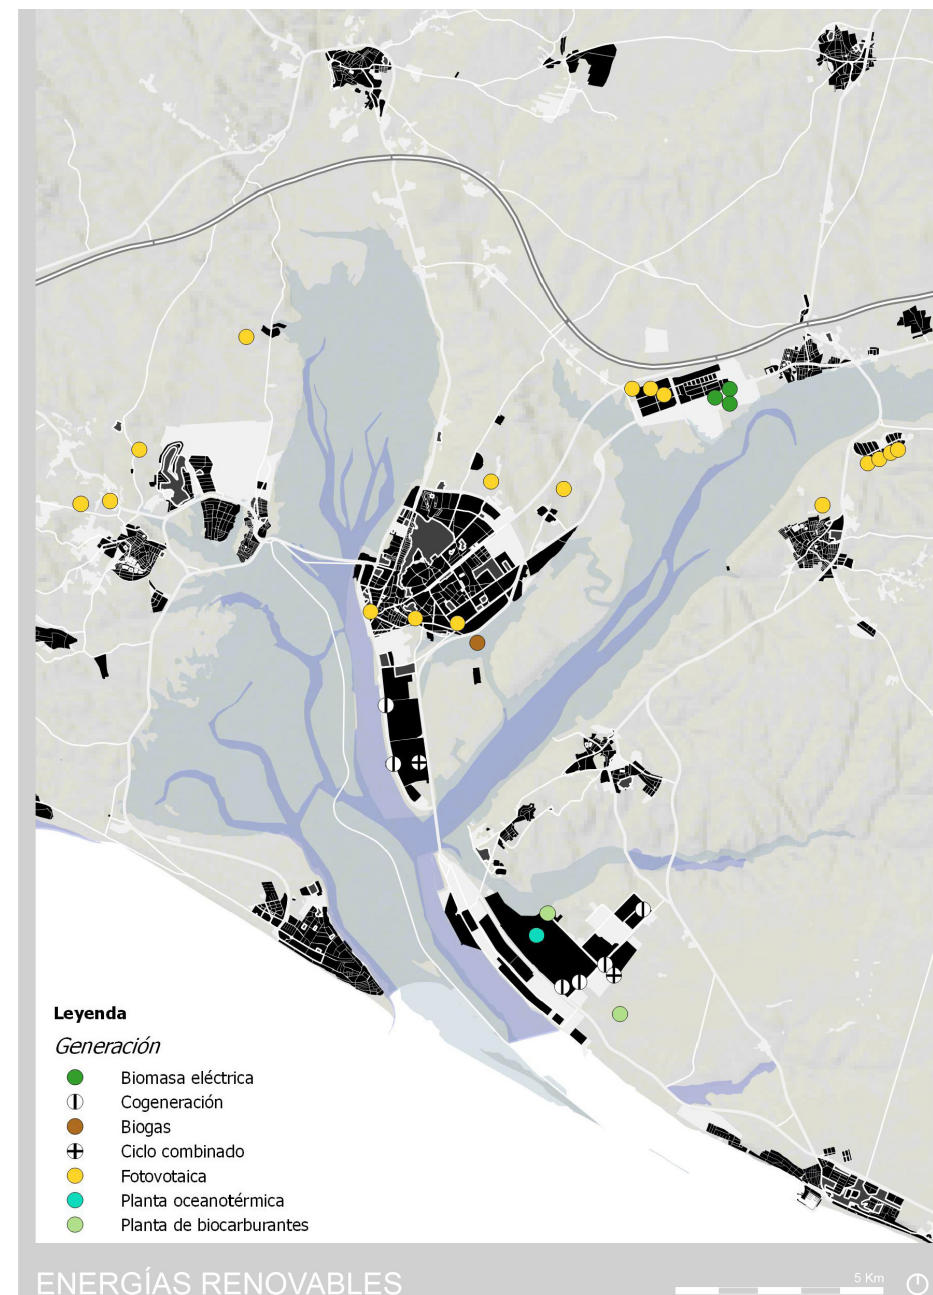 Leyenda
Generación
Biomasa eléctrica
Cogeneración
Biogas
Ciclo combinado
Fotovotaica
Planta oceanotérmica
Planta de biocarburantes
ENERGÍAS RENOVABLES
5 Km